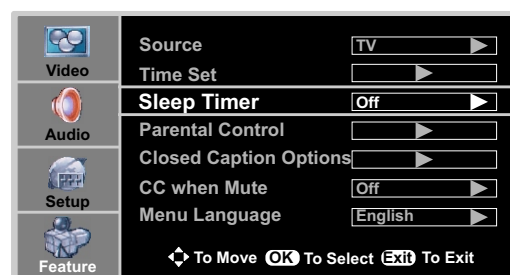 Video
Audio
Setup
Feature
Source TV
Time Set
Sleep Timer Off
Parental Control
Closed Caption Options
CC when Mute Off
Menu Language English
To Move OK To Select Exit To Exit